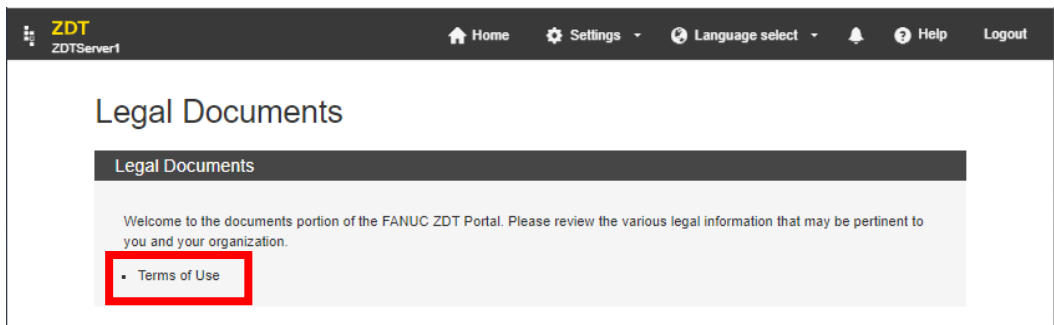 ZDT
ZDTServer1
Home
Settings
Language select
Help
Logout
Legal Documents
Legal Documents
Welcome to the documents portion of the FANUC ZDT Portal. Please review the various legal information that may be pertinent to
you and your organization.
Terms of Use